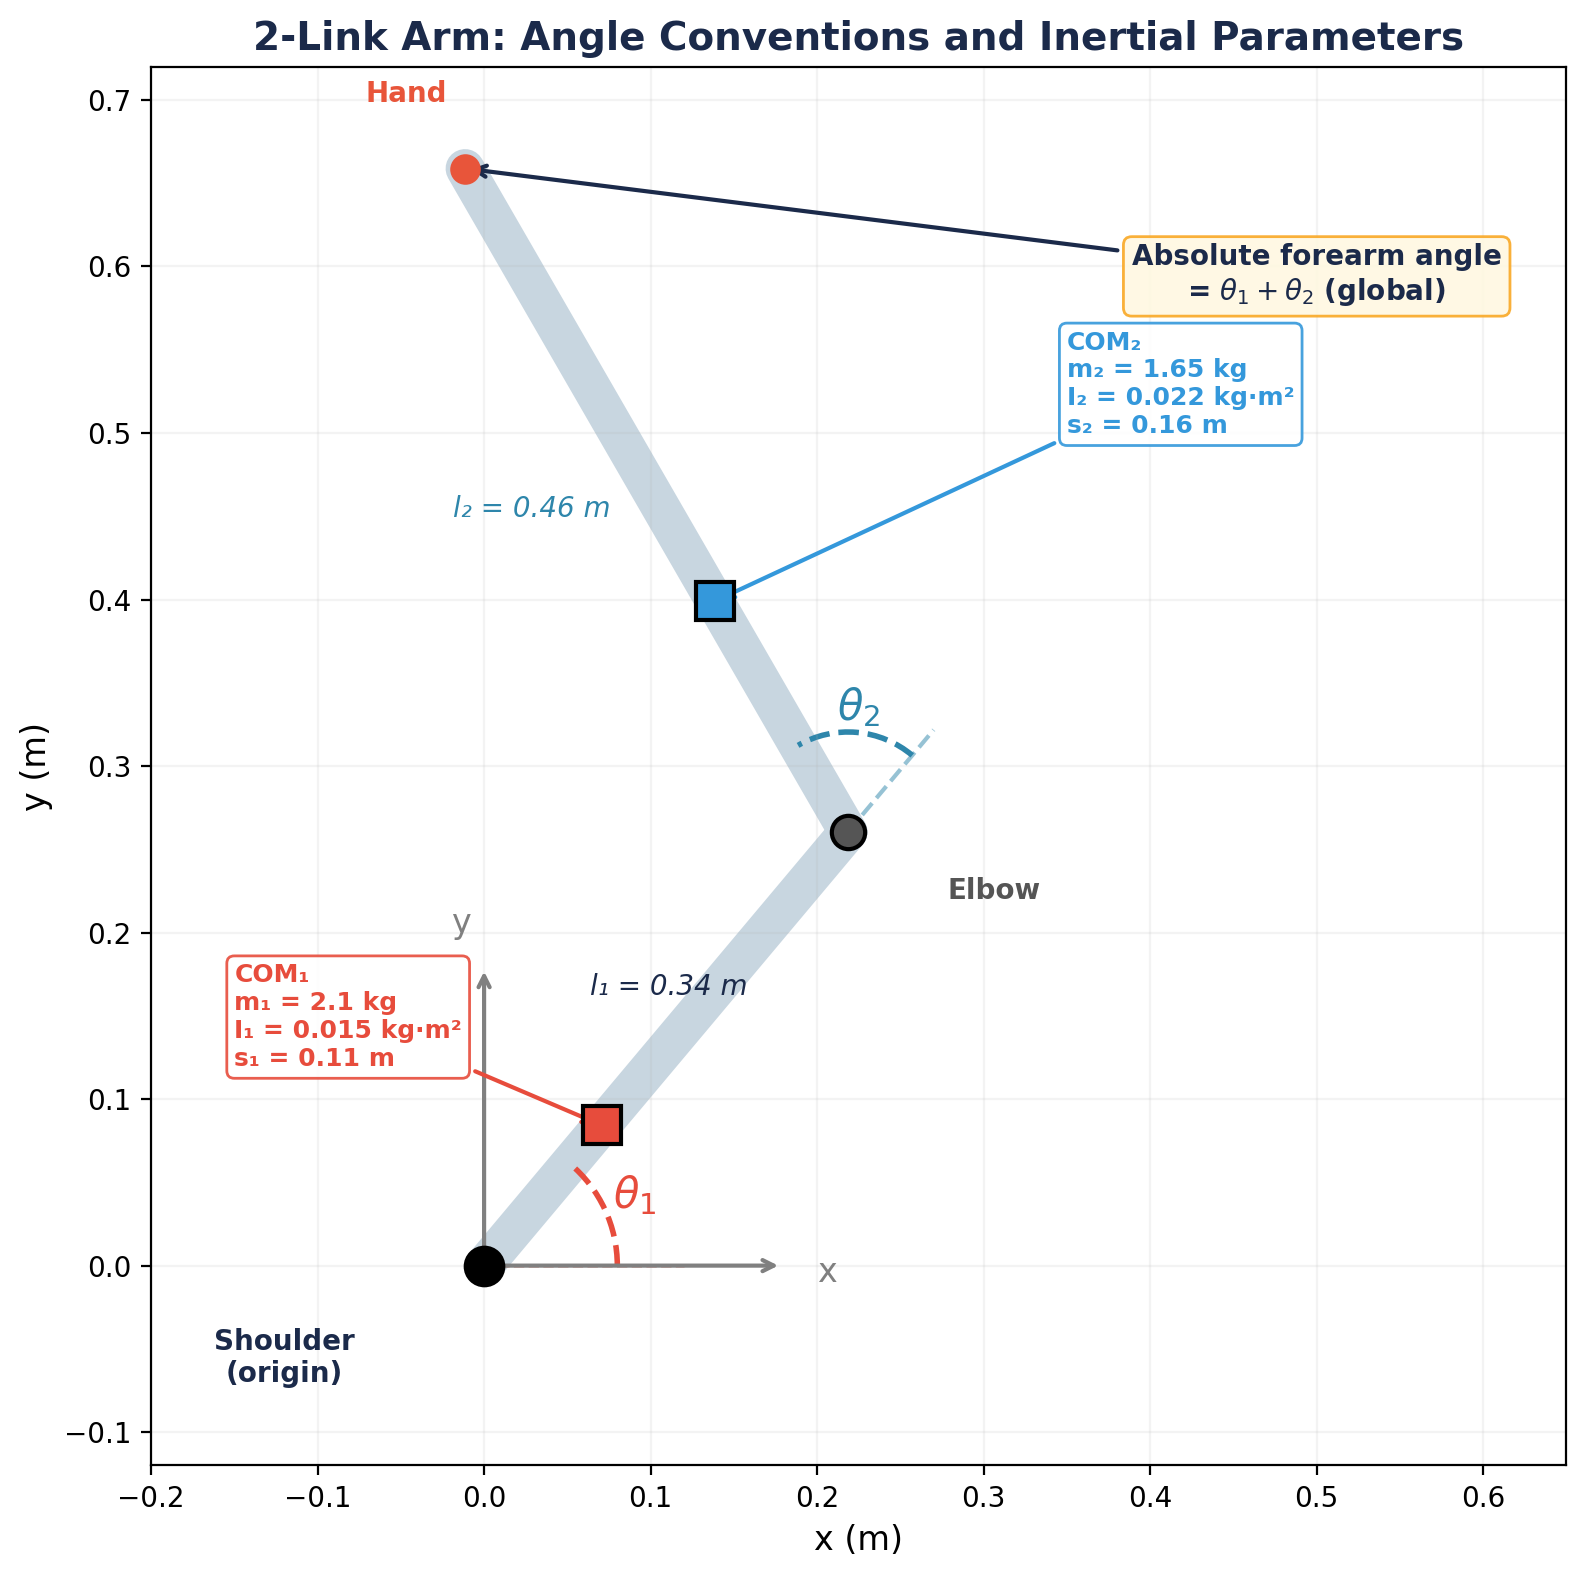 2-Link Arm: Angle Conventions and Inertial Parameters
Hand
Absolute forearm angle
= θ₁ + θ₂ (global)
COM₂
m₂ = 1.65 kg
I₂ = 0.022 kg·m²
s₂ = 0.16 m
l₂ = 0.46 m
θ₂
Elbow
y
COM₁
m₁ = 2.1 kg
I₁ = 0.015 kg·m²
s₁ = 0.11 m
l₁ = 0.34 m
θ₁
x
Shoulder
(origin)
0.7
0.6
0.5
0.4
0.3
0.2
0.1
0.0
−0.1
y (m)
−0.2 −0.1 0.0 0.1 0.2 0.3 0.4 0.5 0.6
x (m)